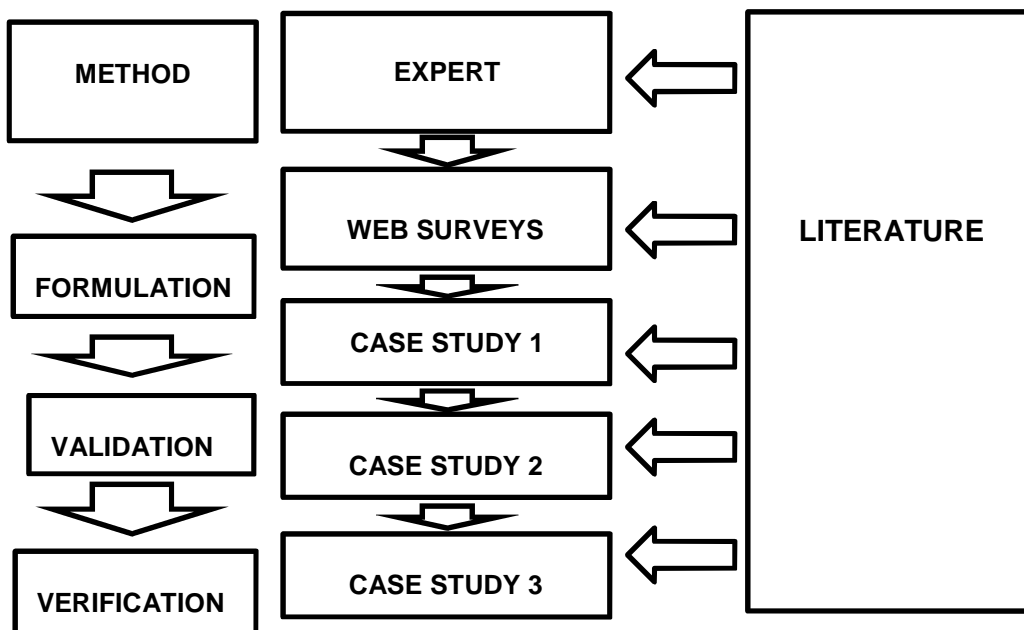 METHOD
FORMULATION
VALIDATION
VERIFICATION
EXPERT
WEB SURVEYS
CASE STUDY 1
CASE STUDY 2
CASE STUDY 3
LITERATURE